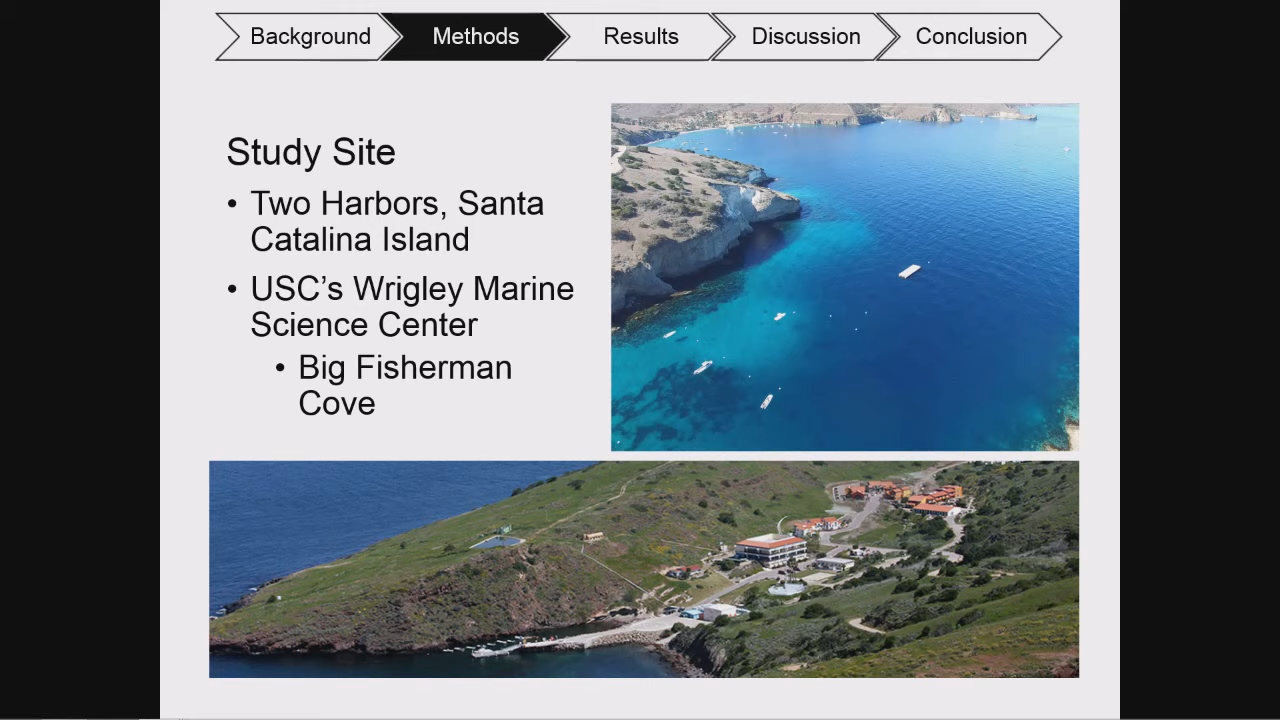 Background Methods Results Discussion Conclusion
Study Site
• Two Harbors, Santa
Catalina Island
• USC’s Wrigley Marine
Science Center
• Big Fisherman
Cove